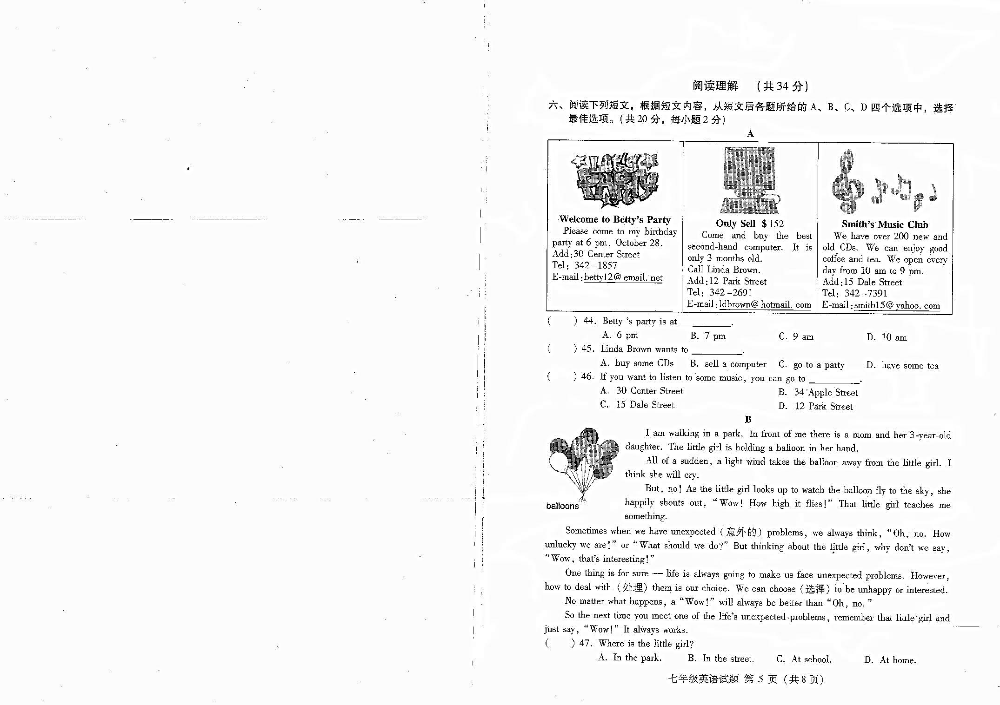 阅读理解 (共34分)
六、阅读下列短文，根据短文内容，从短文后各题所给的A、B、C、D四个选项中，选择
最佳选项。(共20分，每小题2分)
A
LET'S
PARTY
Welcome to Betty's Party
Please come to my birthday
party at 6 pm, October 28.
Add:30 Center Street
Tel: 342-1857
E-mail:betty12@email.net
Only Sell $152
Come and buy the best
second-hand computer. It is
only 3 months old.
Call Linda Brown.
Add:12 Park Street
Tel: 342-2691
E-mail:ldbrown@hotmail.com
Smith's Music Club
We have over 200 new and
old CDs. We can enjoy good
coffee and tea. We open every
day from 10 am to 9 pm.
Add:15 Dale Street
Tel: 342-7391
E-mail:smith15@yahoo.com
( ) 44. Betty 's party is at __________.
A. 6 pm B. 7 pm C. 9 am D. 10 am
( ) 45. Linda Brown wants to __________.
A. buy some CDs B. sell a computer C. go to a party D. have some tea
( ) 46. If you want to listen to some music, you can go to __________.
A. 30 Center Street B. 34 Apple Street
C. 15 Dale Street D. 12 Park Street
B
I am walking in a park. In front of me there is a mom and her 3-year-old
daughter. The little girl is holding a balloon in her hand.
All of a sudden, a light wind takes the balloon away from the little girl. I
think she will cry.
But, no! As the little girl looks up to watch the balloon fly to the sky, she
happily shouts out, "Wow! How high it flies!" That little girl teaches me
something.
balloons
Sometimes when we have unexpected (意外的) problems, we always think, "Oh, no. How
unlucky we are!" or "What should we do?" But thinking about the little girl, why don't we say,
"Wow, that's interesting!"
One thing is for sure — life is always going to make us face unexpected problems. However,
how to deal with (处理) them is our choice. We can choose (选择) to be unhappy or interested.
No matter what happens, a "Wow!" will always be better than "Oh, no."
So the next time you meet one of the life's unexpected problems, remember that little girl and
just say, "Wow!" It always works.
( ) 47. Where is the little girl?
A. In the park. B. In the street. C. At school. D. At home.
七年级英语试题 第 5 页 (共8页)